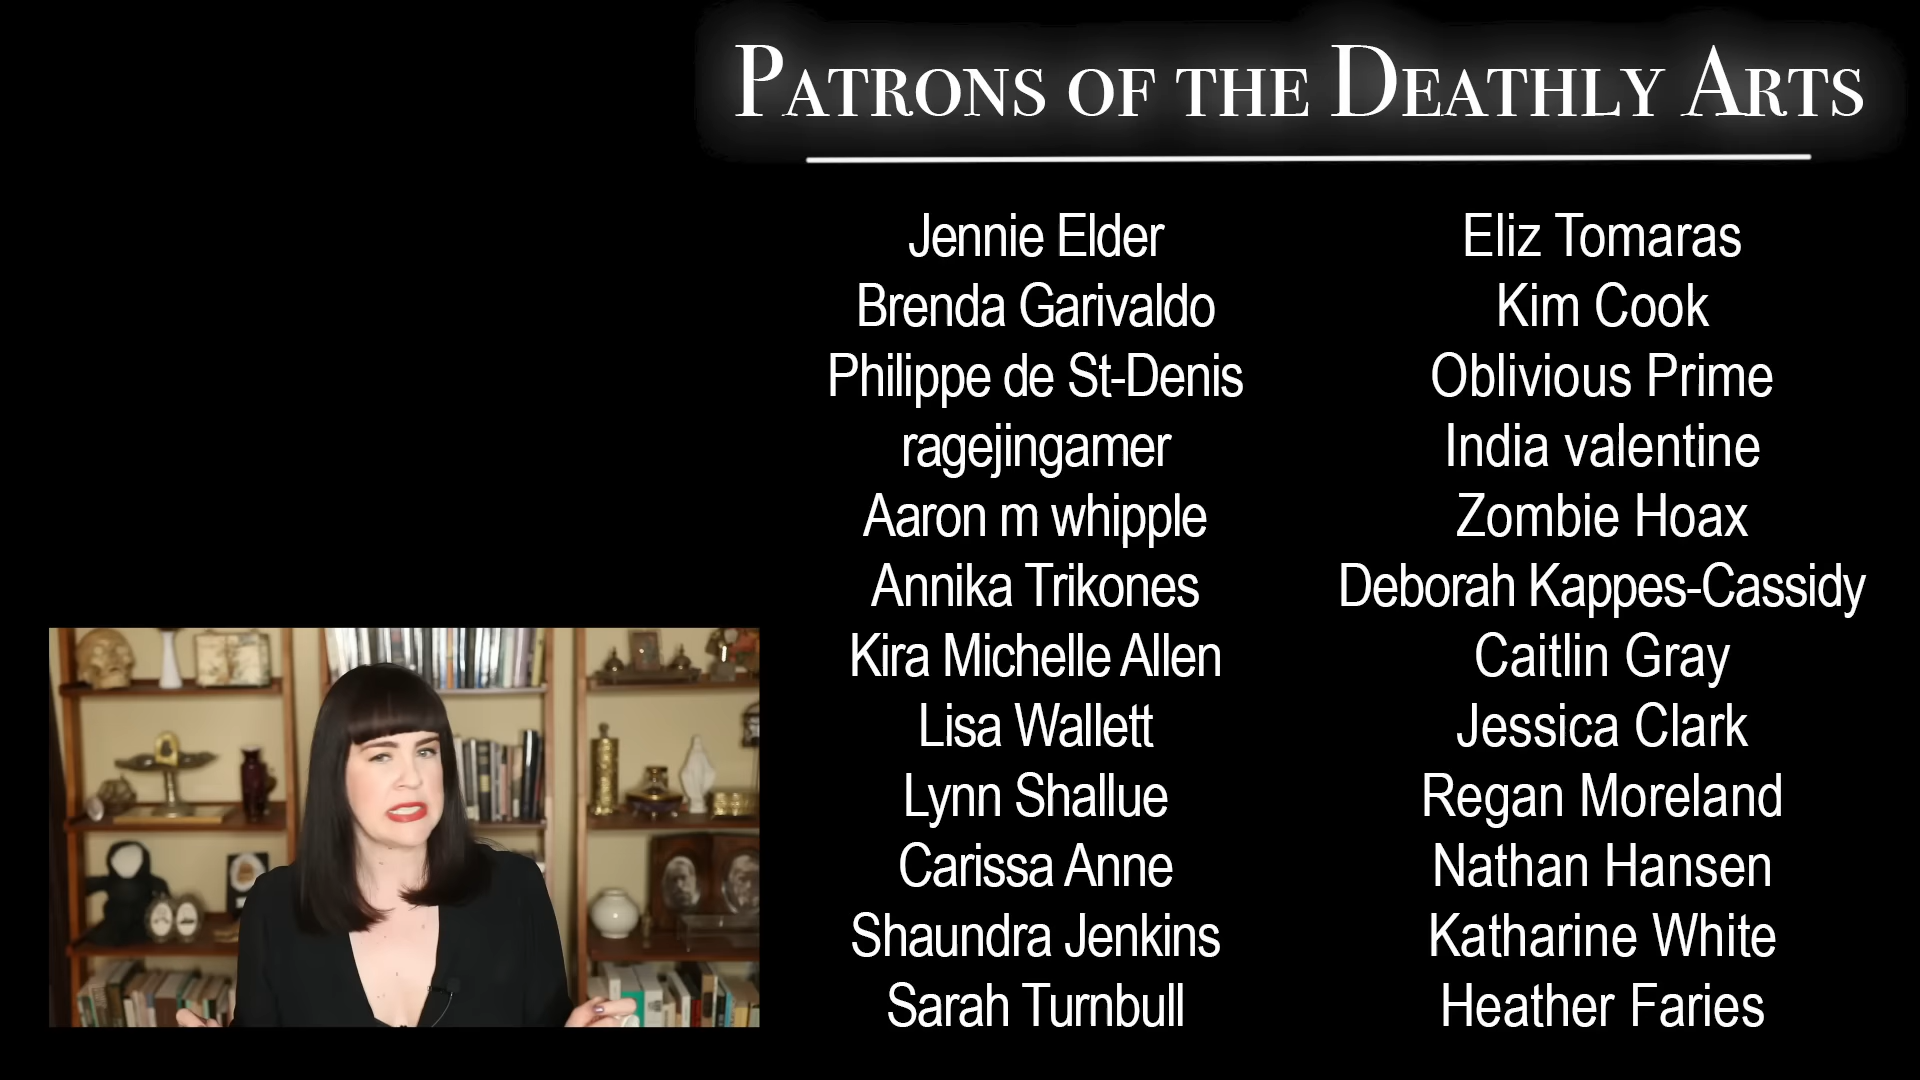 Patrons of the Deathly Arts
Jennie Elder
Brenda Garivaldo
Philippe de St-Denis
ragejingamer
Aaron m whipple
Annika Trikones
Kira Michelle Allen
Lisa Wallett
Lynn Shallue
Carissa Anne
Shaundra Jenkins
Sarah Turnbull
Eliz Tomaras
Kim Cook
Oblivious Prime
India valentine
Zombie Hoax
Deborah Kappes-Cassidy
Caitlin Gray
Jessica Clark
Regan Moreland
Nathan Hansen
Katharine White
Heather Faries